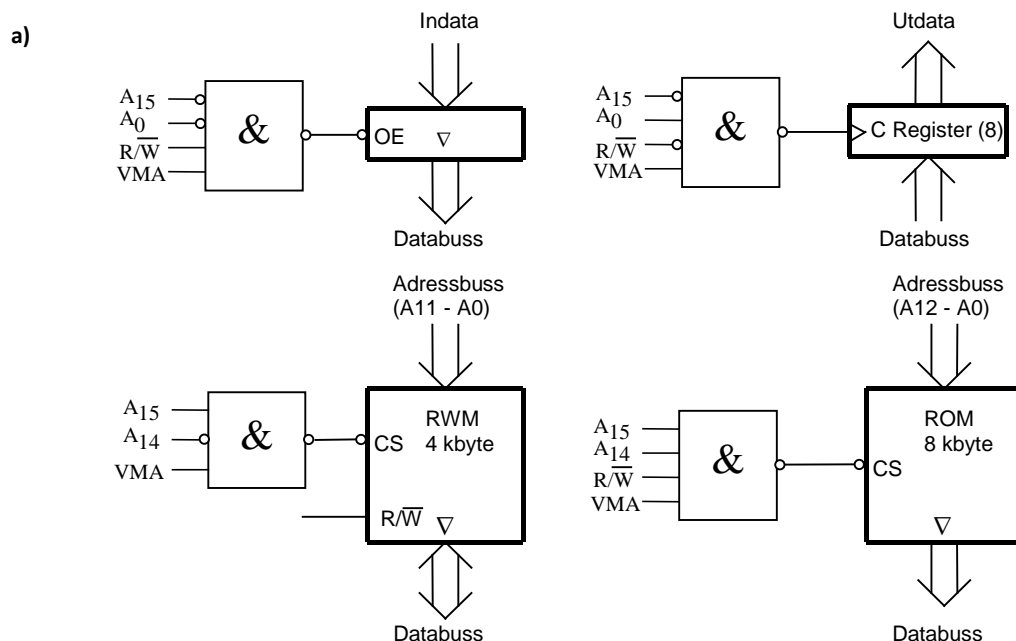 a)
Indata
A15
A0
R/W̅
VMA
&
OE ∇
Databuss
Utdata
A15
A0
R/W̅
VMA
&
C Register (8)
Databuss
Adressbuss
(A11 - A0)
A15
A14
VMA
&
RWM
4 kbyte
CS
R/W̅ ∇
Databuss
Adressbuss
(A12 - A0)
A15
A14
R/W̅
VMA
&
ROM
8 kbyte
CS
∇
Databuss